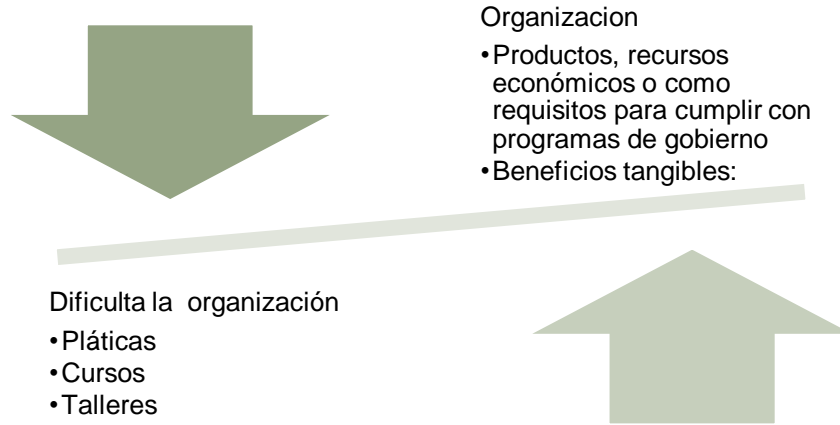 Organizacion
•Productos, recursos
económicos o como
requisitos para cumplir con
programas de gobierno
•Beneficios tangibles:
Dificulta la organización
•Pláticas
•Cursos
•Talleres